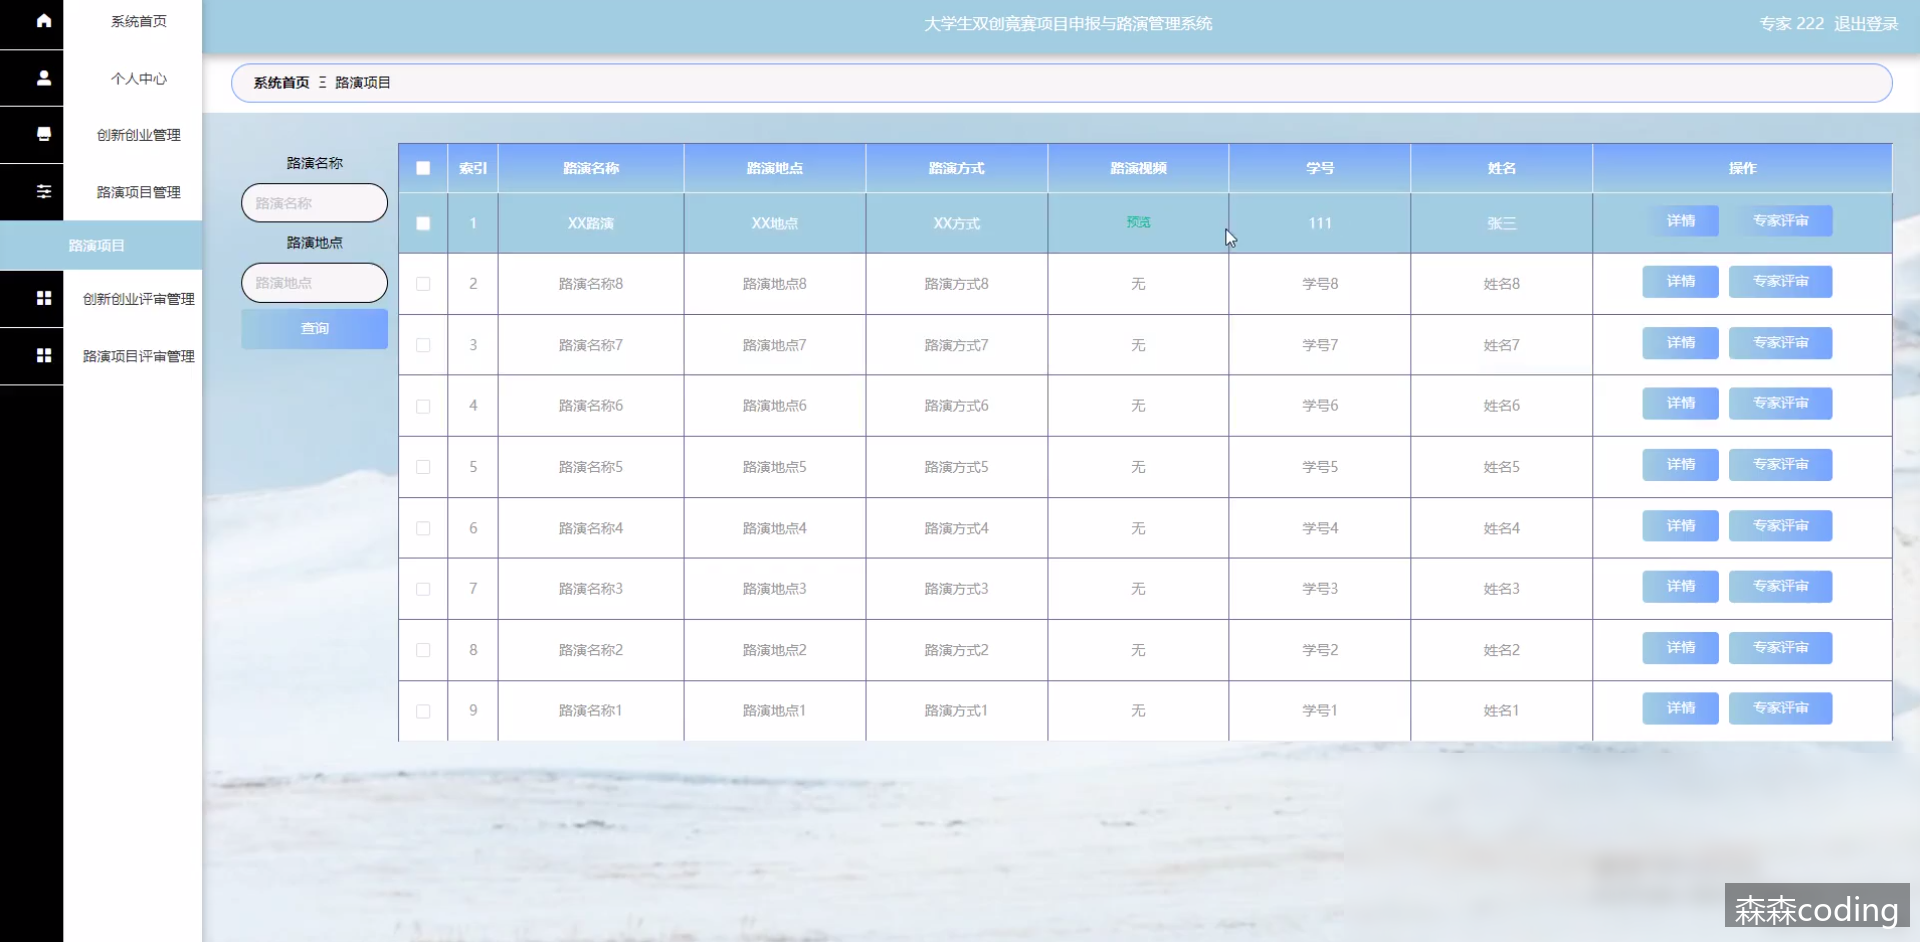 大学生双创竟赛项目申报与路演管理系统
专家 222 退出登录
系统首页
个人中心
创新创业管理
路演项目管理
路演项目
创新创业评审管理
路演项目评审管理
系统首页 Ξ 路演项目
路演名称
路演名称
路演地点
路演地点
查询
索引 路演名称 路演地点 路演方式 路演视频 学号 姓名 操作
1 XX路演 XX地点 XX方式 预览 111 张三 详情 专家评审
2 路演名称8 路演地点8 路演方式8 无 学号8 姓名8 详情 专家评审
3 路演名称7 路演地点7 路演方式7 无 学号7 姓名7 详情 专家评审
4 路演名称6 路演地点6 路演方式6 无 学号6 姓名6 详情 专家评审
5 路演名称5 路演地点5 路演方式5 无 学号5 姓名5 详情 专家评审
6 路演名称4 路演地点4 路演方式4 无 学号4 姓名4 详情 专家评审
7 路演名称3 路演地点3 路演方式3 无 学号3 姓名3 详情 专家评审
8 路演名称2 路演地点2 路演方式2 无 学号2 姓名2 详情 专家评审
9 路演名称1 路演地点1 路演方式1 无 学号1 姓名1 详情 专家评审
森森coding